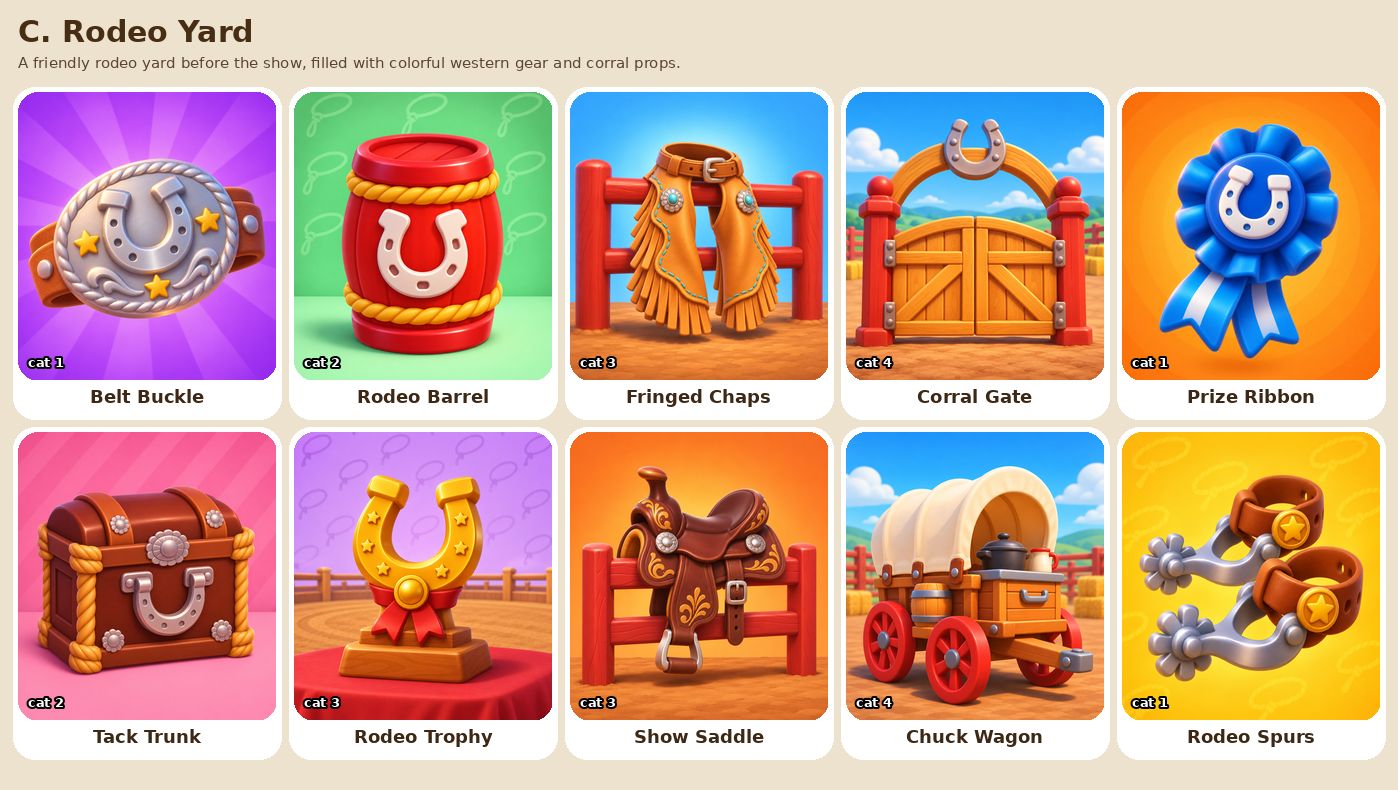 C. Rodeo Yard
A friendly rodeo yard before the show, filled with colorful western gear and corral props.
cat 1
Belt Buckle
cat 2
Rodeo Barrel
cat 3
Fringed Chaps
cat 4
Corral Gate
cat 1
Prize Ribbon
cat 2
Tack Trunk
cat 3
Rodeo Trophy
cat 3
Show Saddle
cat 4
Chuck Wagon
cat 1
Rodeo Spurs